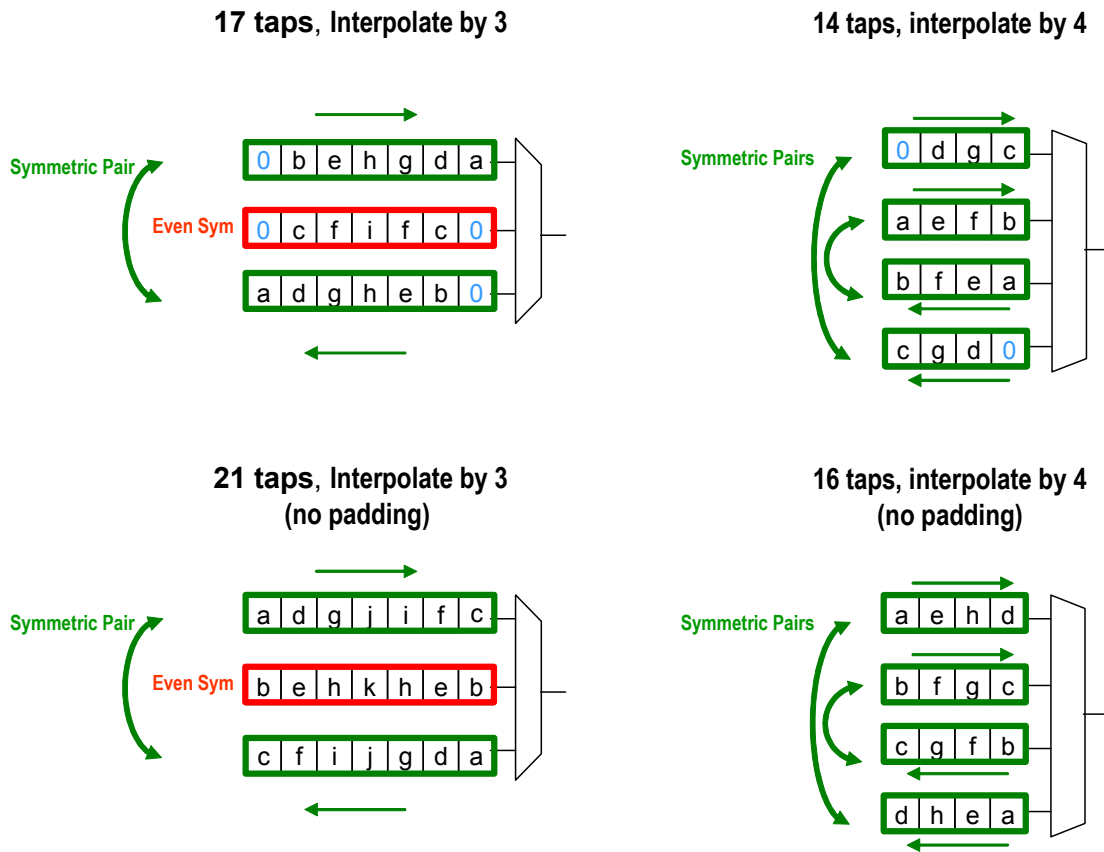 17 taps, Interpolate by 3
Symmetric Pair
0 b e h g d a
Even Sym
0 c f i f c 0
a d g h e b 0
14 taps, interpolate by 4
Symmetric Pairs
0 d g c
a e f b
b f e a
c g d 0
21 taps, Interpolate by 3
(no padding)
Symmetric Pair
a d g j i f c
Even Sym
b e h k h e b
c f i j g d a
16 taps, interpolate by 4
(no padding)
Symmetric Pairs
a e h d
b f g c
c g f b
d h e a